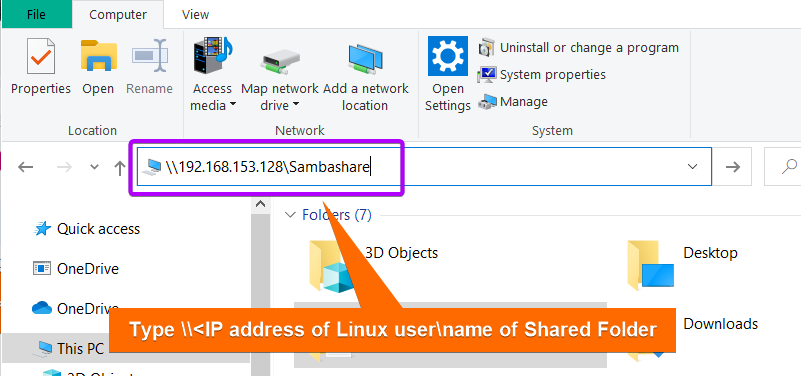 File
Computer
View
Properties
Open
Rename
Access
media
Map network
drive
Add a network
location
Open
Settings
Uninstall or change a program
System properties
Manage
Location
Network
System
\\192.168.153.128\Sambashare
Quick access
OneDrive
OneDrive
This PC
3D Objects
Folders (7)
3D Objects
Desktop
Type \\<IP address of Linux user\name of Shared Folder
Downloads